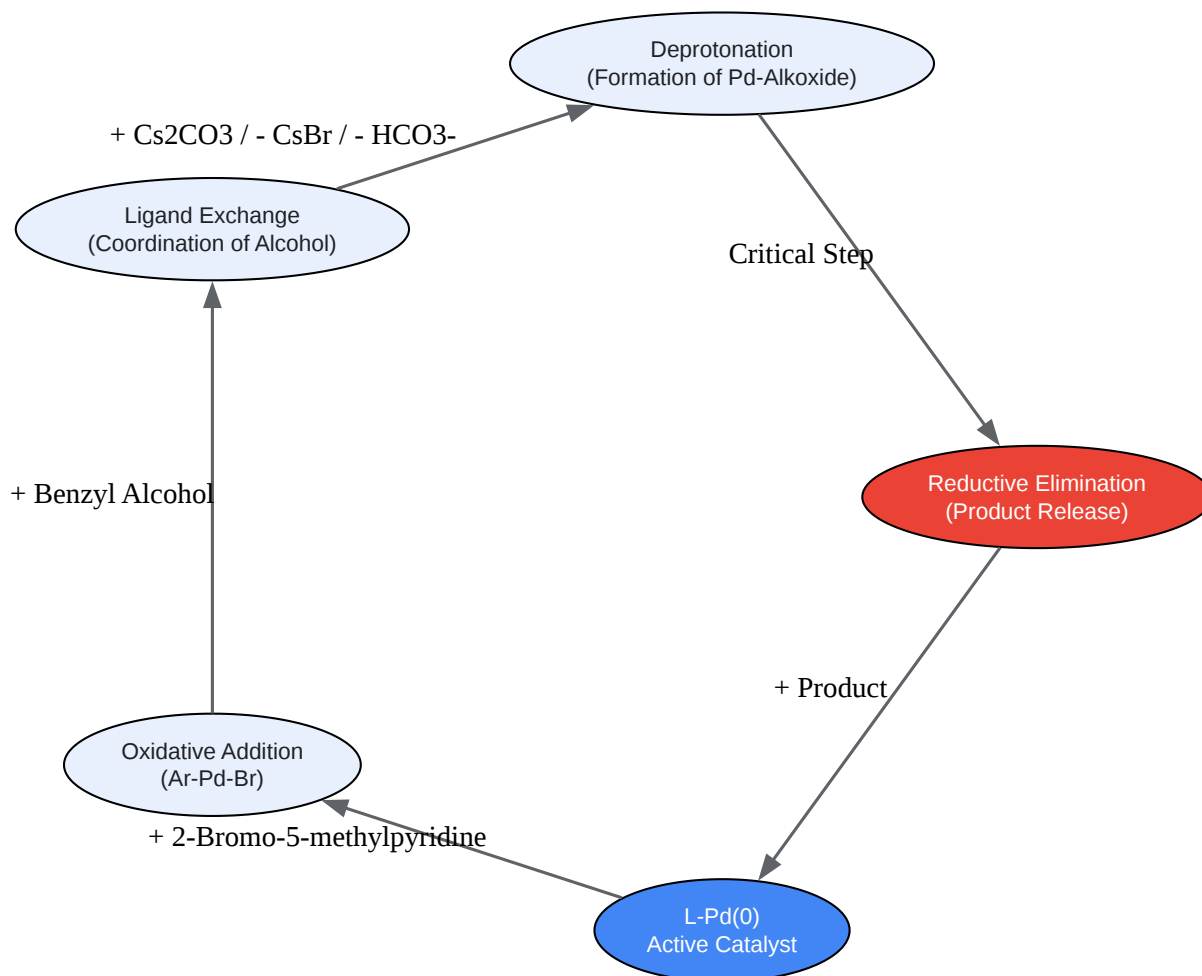 Deprotonation
(Formation of Pd-Alkoxide)
+ Cs2CO3 / - CsBr / - HCO3-
Ligand Exchange
(Coordination of Alcohol)
Critical Step
Reductive Elimination
(Product Release)
+ Benzyl Alcohol
+ Product
Oxidative Addition
(Ar-Pd-Br)
+ 2-Bromo-5-methylpyridine
L-Pd(0)
Active Catalyst